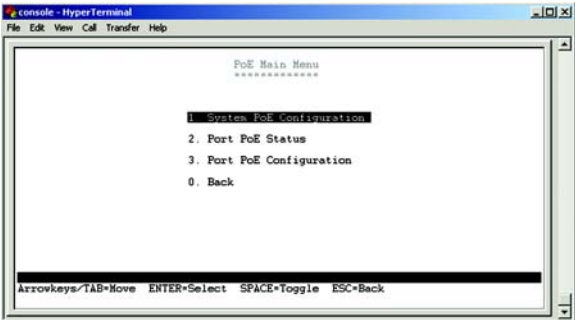 console - HyperTerminal
File Edit View Call Transfer Help
PoE Main Menu
=============
1 System PoE Configuration
2. Port PoE Status
3. Port PoE Configuration
0. Back
Arrowkeys/TAB=Move ENTER=Select SPACE=Toggle ESC=Back